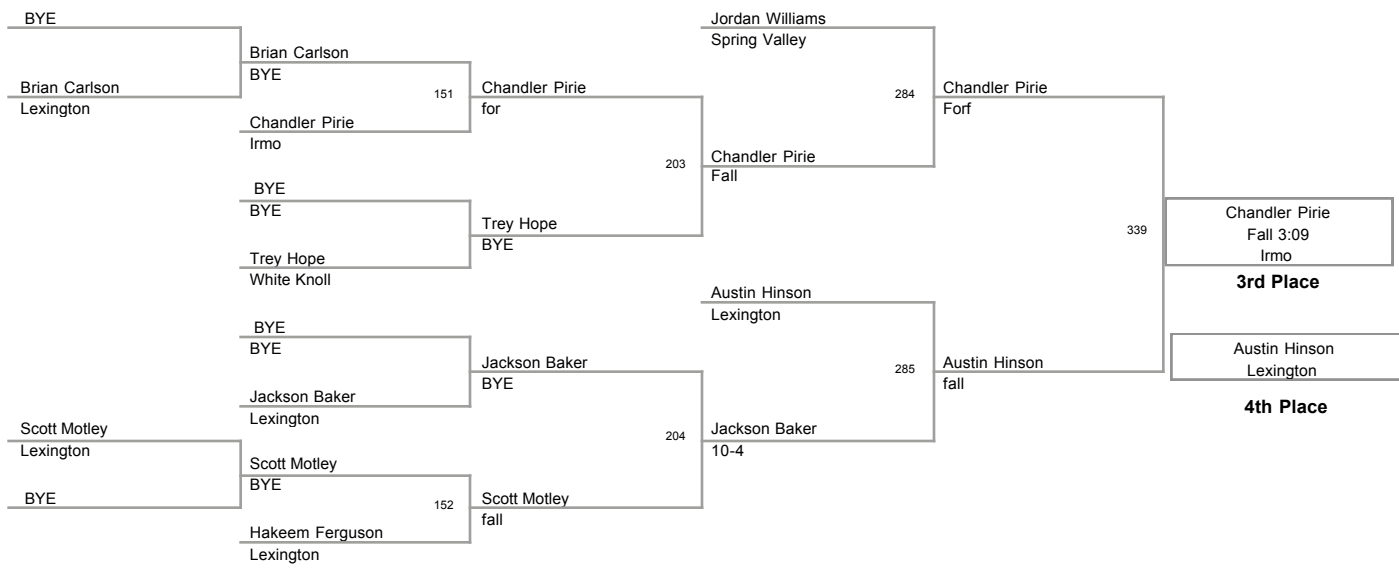 BYE
Brian Carlson
Lexington
Scott Motley
Lexington
BYE
Brian Carlson
BYE
151
Chandler Pirie
Irmo
BYE
BYE
Trey Hope
White Knoll
BYE
BYE
Jackson Baker
Lexington
Scott Motley
BYE
152
Hakeem Ferguson
Lexington
Chandler Pirie
for
203
Trey Hope
BYE
Jackson Baker
BYE
204
Scott Motley
fall
Jordan Williams
Spring Valley
284
Chandler Pirie
Fall
Austin Hinson
Lexington
285
Jackson Baker
10-4
Chandler Pirie
Forf
339
Austin Hinson
fall
Chandler Pirie
Fall 3:09
Irmo
3rd Place
Austin Hinson
Lexington
4th Place